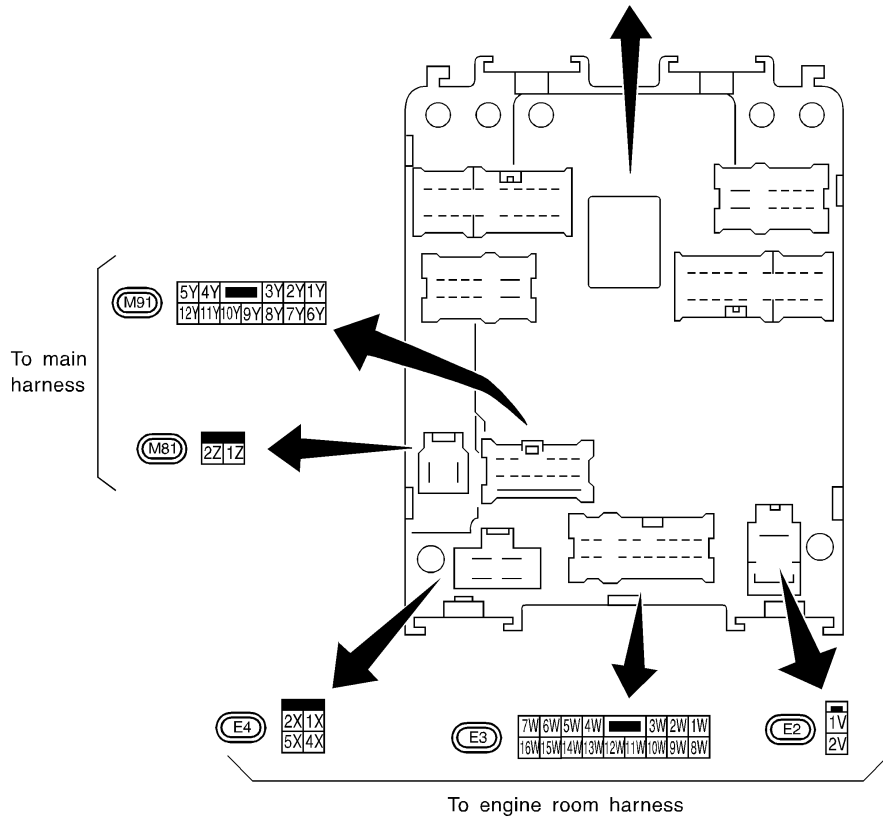 M91
5Y 4Y 3Y 2Y 1Y
12Y 11Y 10Y 9Y 8Y 7Y 6Y
To main
harness
M81
2Z 1Z
E4
2X 1X
5X 4X
E3
7W 6W 5W 4W 3W 2W 1W
16W 15W 14W 13W 12W 11W 10W 9W 8W
E2
1V
2V
To engine room harness